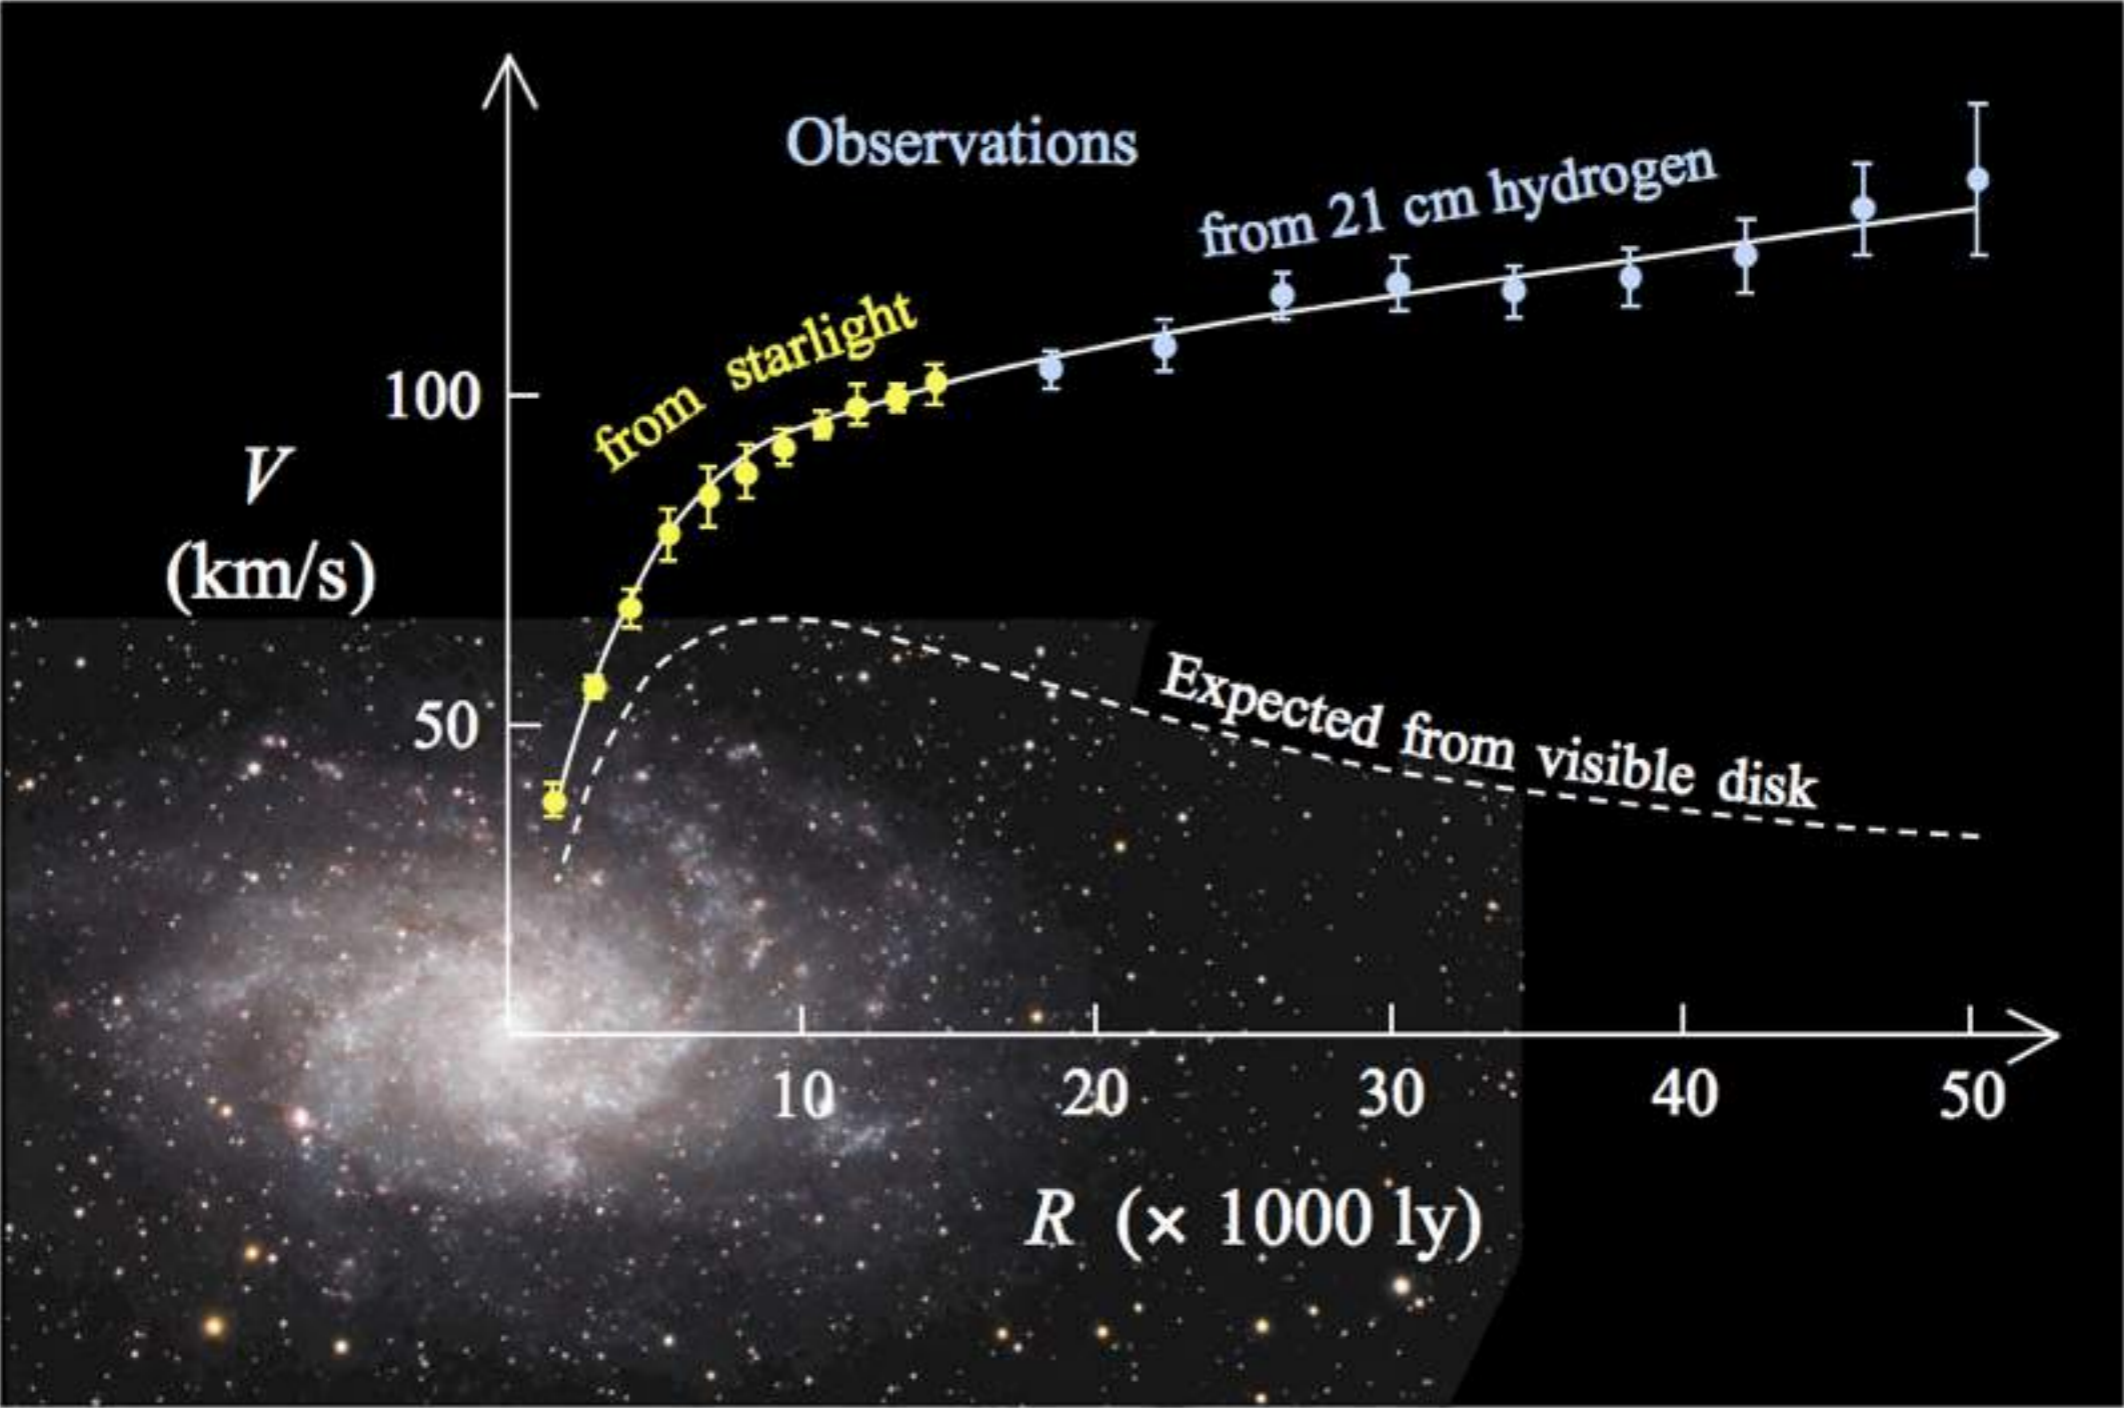 Observations
from 21 cm hydrogen
from starlight
100
V
(km/s)
50
Expected from visible disk
10
20
30
40
50
R (× 1000 ly)